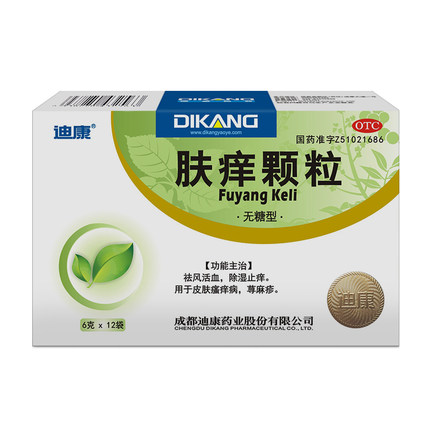 DIKANG
www.dikangyaoye.com
迪康®
OTC
国药准字Z51021686
肤痒颗粒
Fuyang Keli
·无糖型·
【功能主治】
祛风活血，除湿止痒。
用于皮肤瘙痒病，荨麻疹。
迪康
6克 x 12袋
成都迪康药业股份有限公司
CHENGDU DIKANG PHARMACEUTICAL CO., LTD.